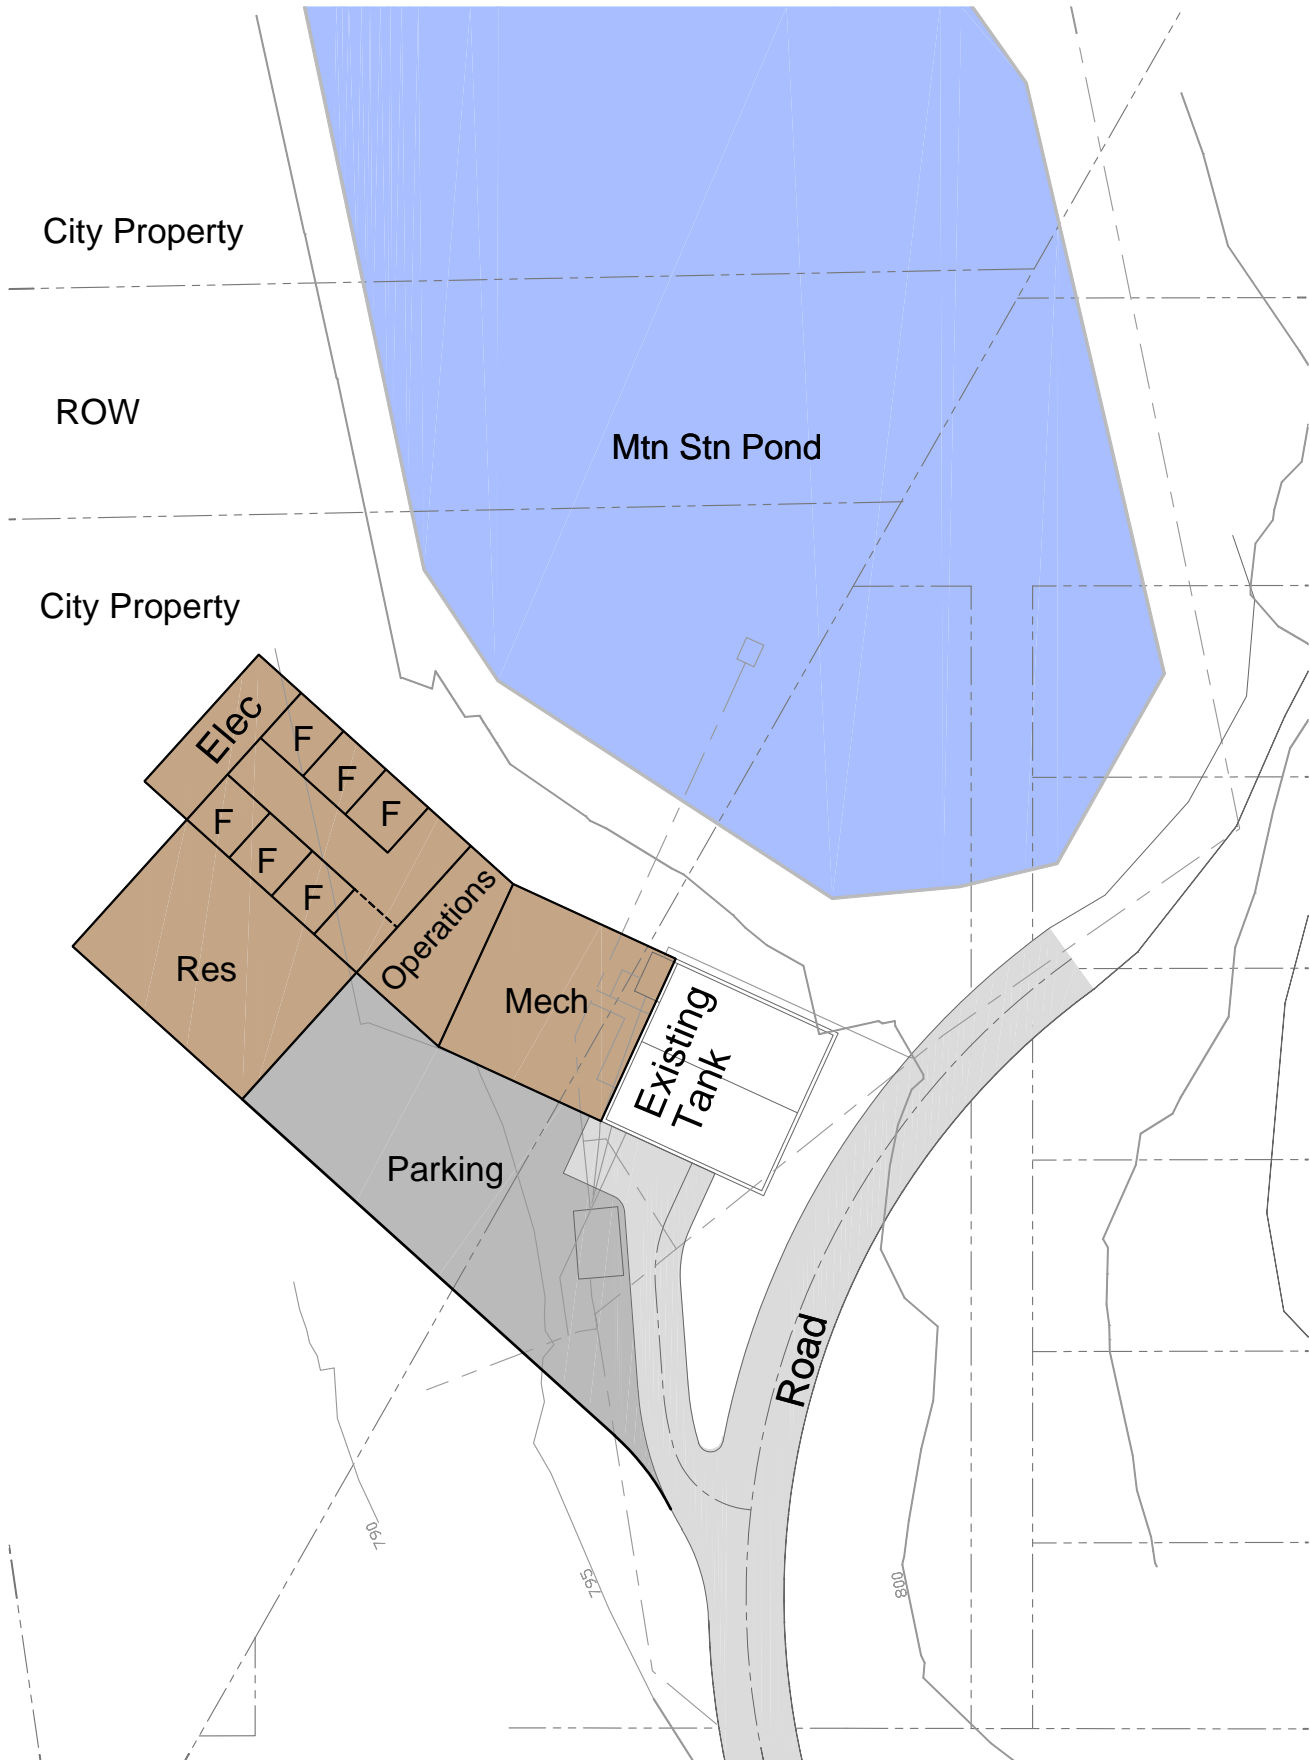 City Property
ROW
Mtn Stn Pond
City Property
Elec
F
F
F
F
F
F
Operations
Res
Mech
Existing
Tank
Parking
Road
790
795
800